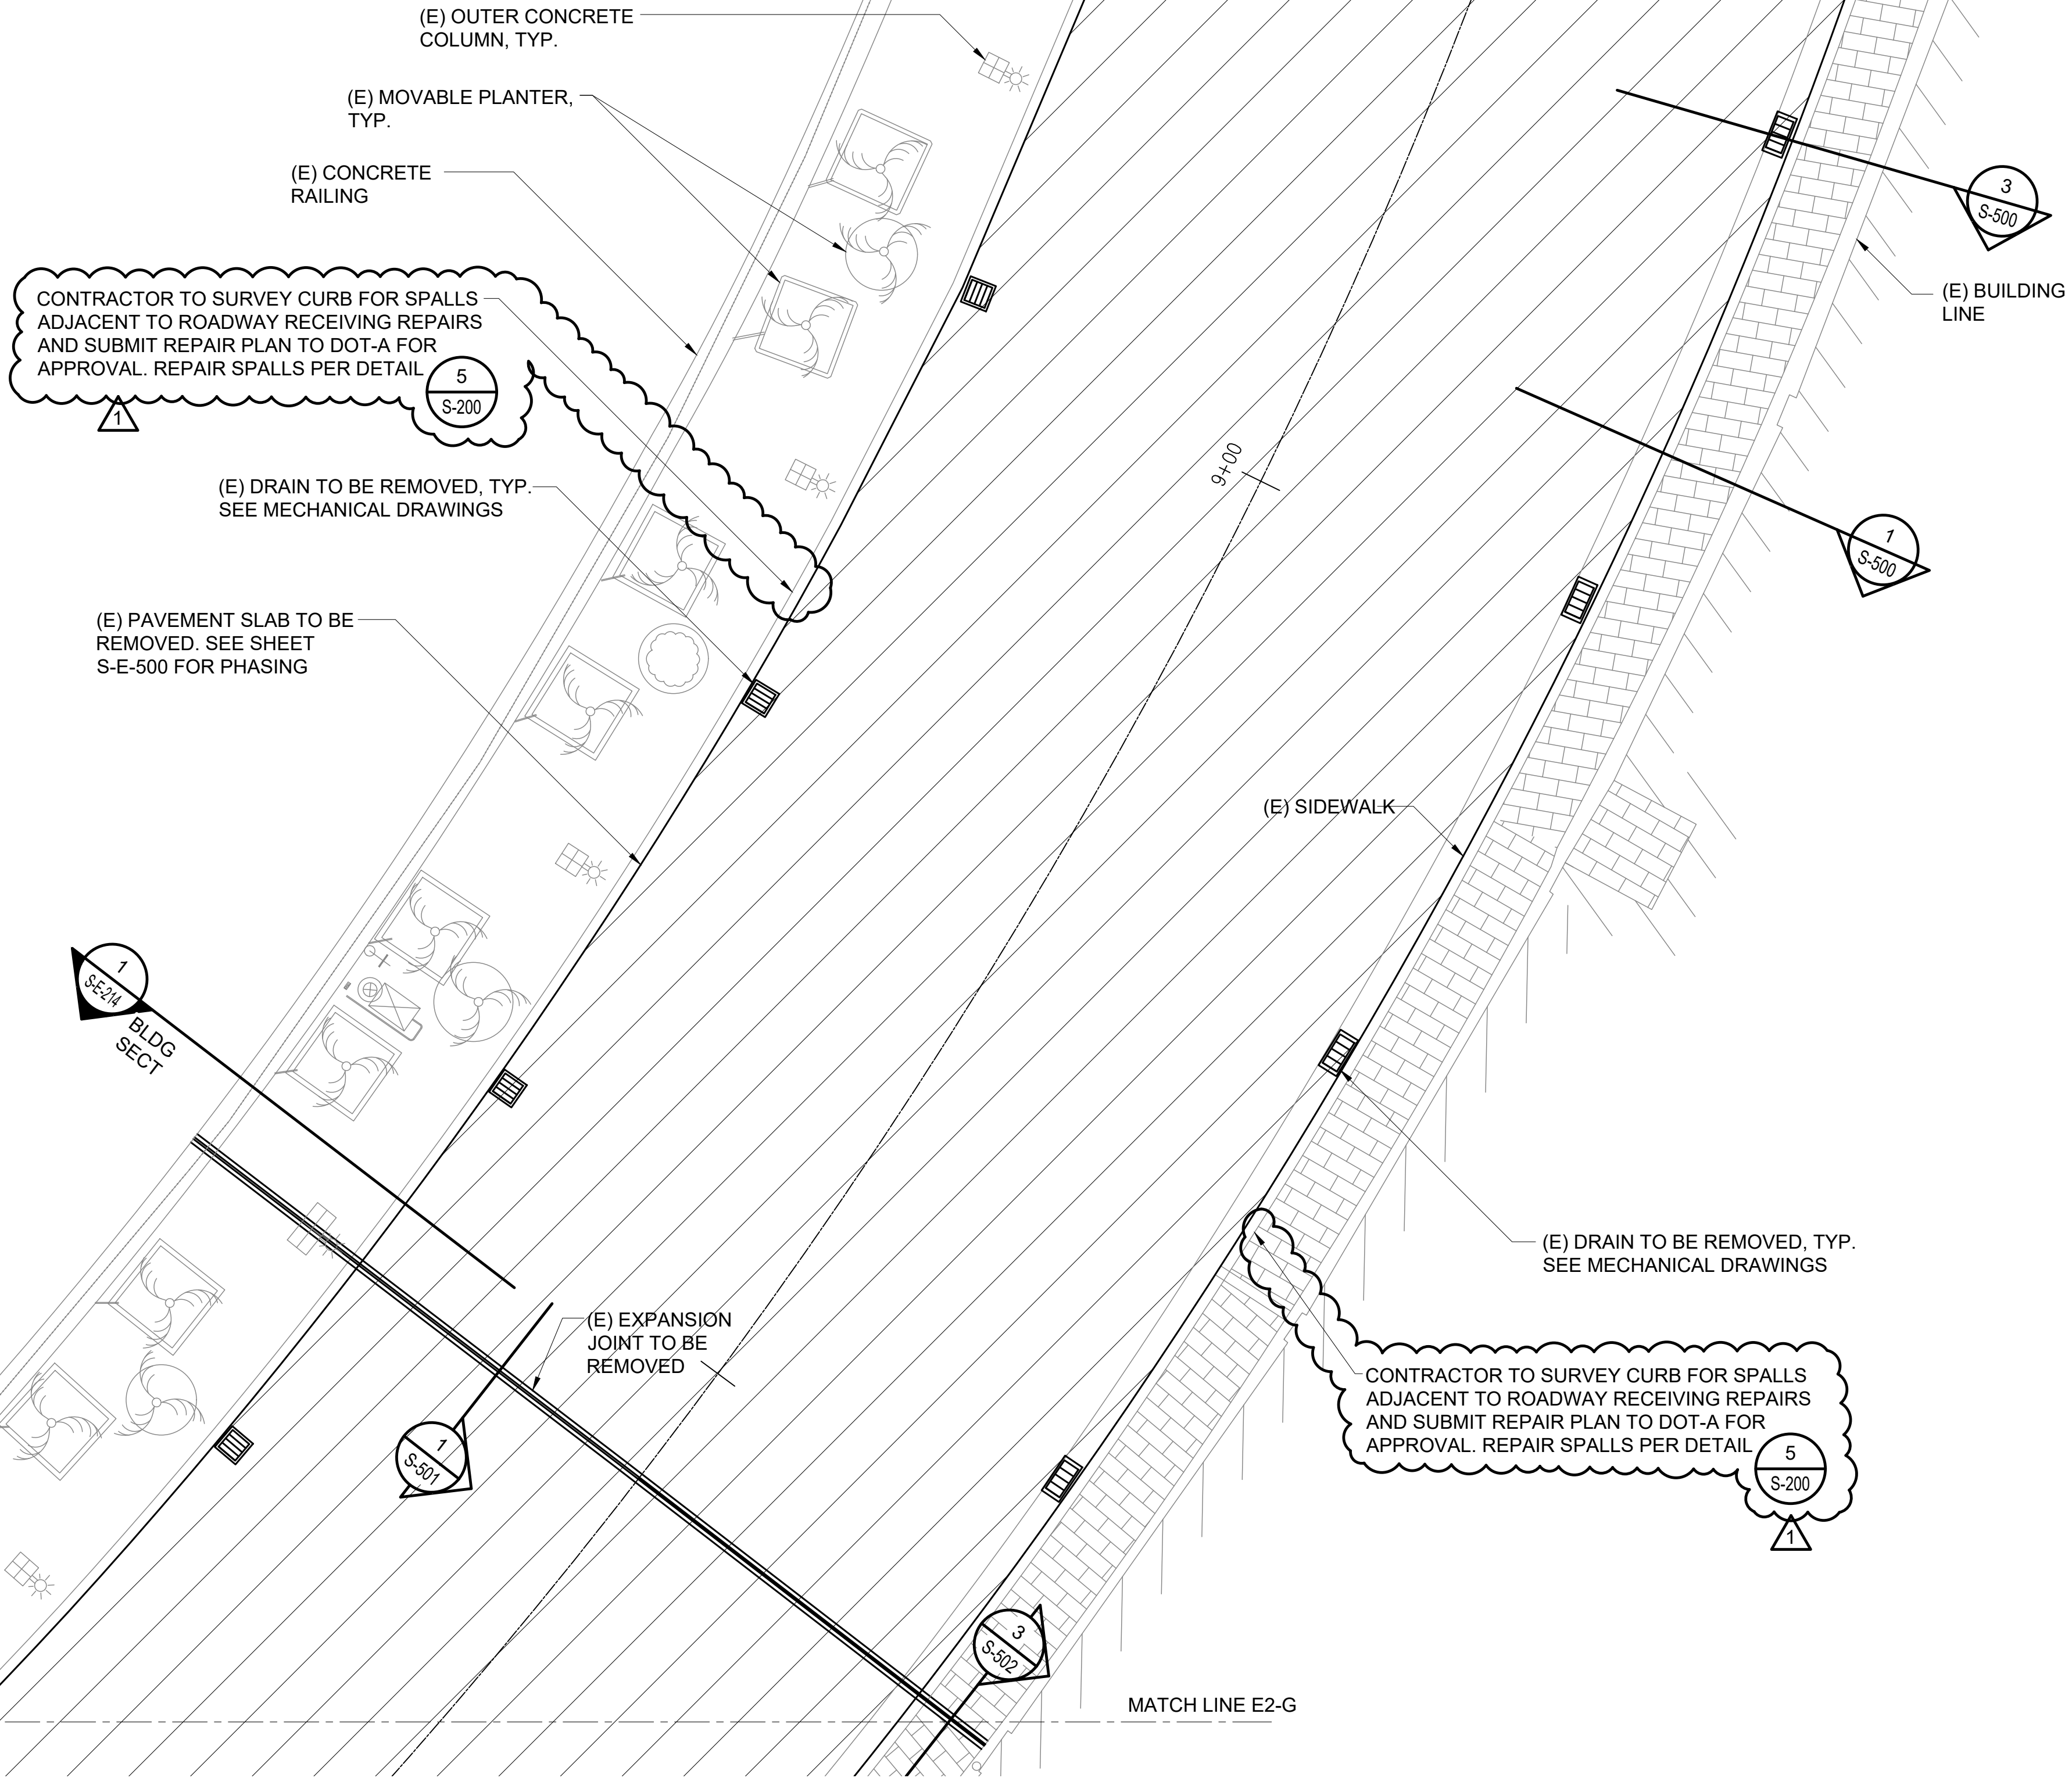 (E) OUTER CONCRETE
COLUMN, TYP.
(E) MOVABLE PLANTER,
TYP.
(E) CONCRETE
RAILING
3
S-500
(E) BUILDING
LINE
CONTRACTOR TO SURVEY CURB FOR SPALLS
ADJACENT TO ROADWAY RECEIVING REPAIRS
AND SUBMIT REPAIR PLAN TO DOT-A FOR
APPROVAL. REPAIR SPALLS PER DETAIL
5
S-200
1
9+00
(E) DRAIN TO BE REMOVED, TYP.
SEE MECHANICAL DRAWINGS
1
S-500
(E) PAVEMENT SLAB TO BE
REMOVED. SEE SHEET
S-E-500 FOR PHASING
(E) SIDEWALK
1
S-E-214
BLDG
SECT
(E) DRAIN TO BE REMOVED, TYP.
SEE MECHANICAL DRAWINGS
(E) EXPANSION
JOINT TO BE
REMOVED
CONTRACTOR TO SURVEY CURB FOR SPALLS
ADJACENT TO ROADWAY RECEIVING REPAIRS
AND SUBMIT REPAIR PLAN TO DOT-A FOR
APPROVAL. REPAIR SPALLS PER DETAIL
5
S-200
1
1
S-501
3
S-502
MATCH LINE E2-G